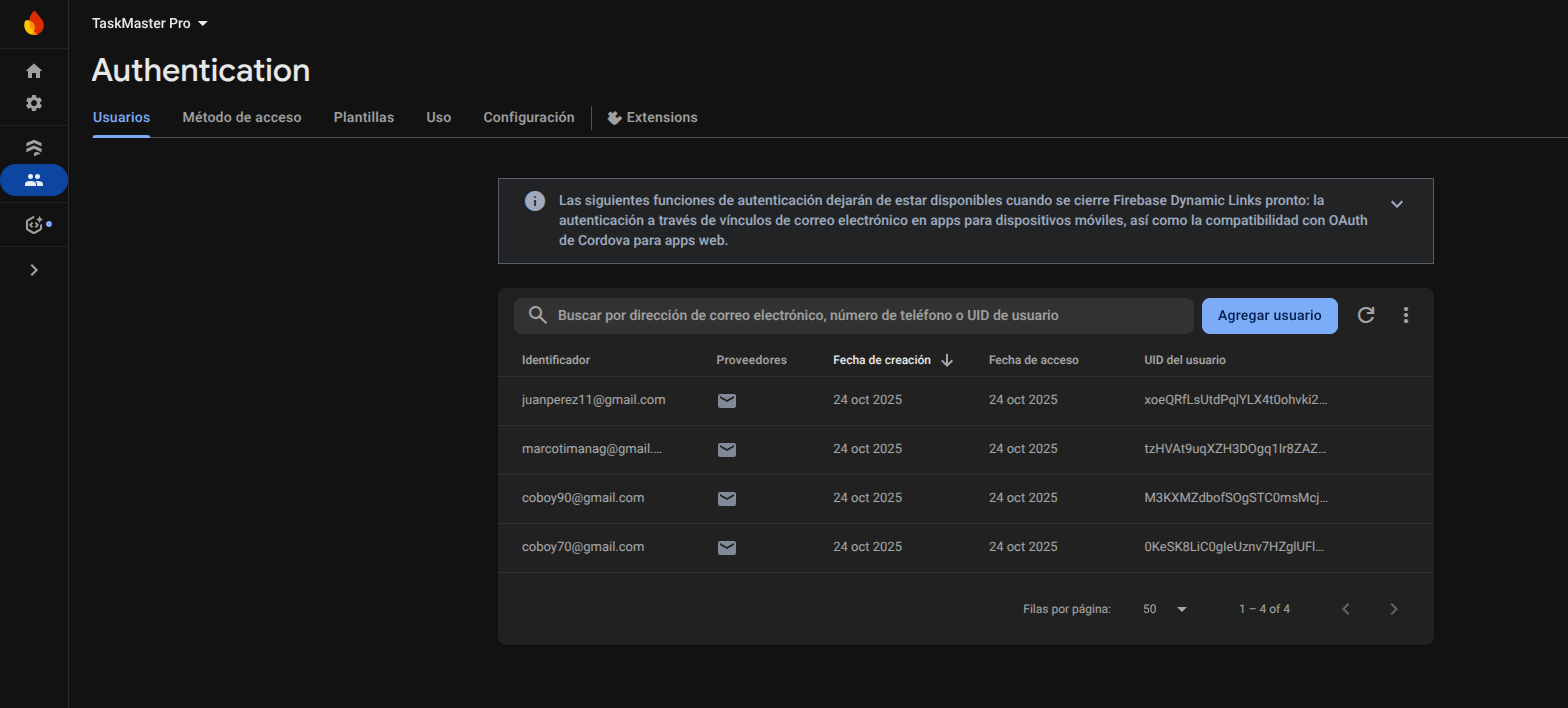 TaskMaster Pro
Authentication
Usuarios Método de acceso Plantillas Uso Configuración Extensions
Las siguientes funciones de autenticación dejarán de estar disponibles cuando se cierre Firebase Dynamic Links pronto: la
autenticación a través de vínculos de correo electrónico en apps para dispositivos móviles, así como la compatibilidad con OAuth
de Cordova para apps web.
Buscar por dirección de correo electrónico, número de teléfono o UID de usuario Agregar usuario
Identificador Proveedores Fecha de creación Fecha de acceso UID del usuario
juanperez11@gmail.com 24 oct 2025 24 oct 2025 xoeQRfLsUtdPqlYLX4t0ohvki2...
marcotimanag@gmail.... 24 oct 2025 24 oct 2025 tzHVAt9uqXZH3DOgq1Ir8ZAZ...
coboy90@gmail.com 24 oct 2025 24 oct 2025 M3KXMZdbofSOgSTC0msMcj...
coboy70@gmail.com 24 oct 2025 24 oct 2025 0KeSK8LiC0gleUznv7HZglUFl...
Filas por página: 50 1 – 4 of 4